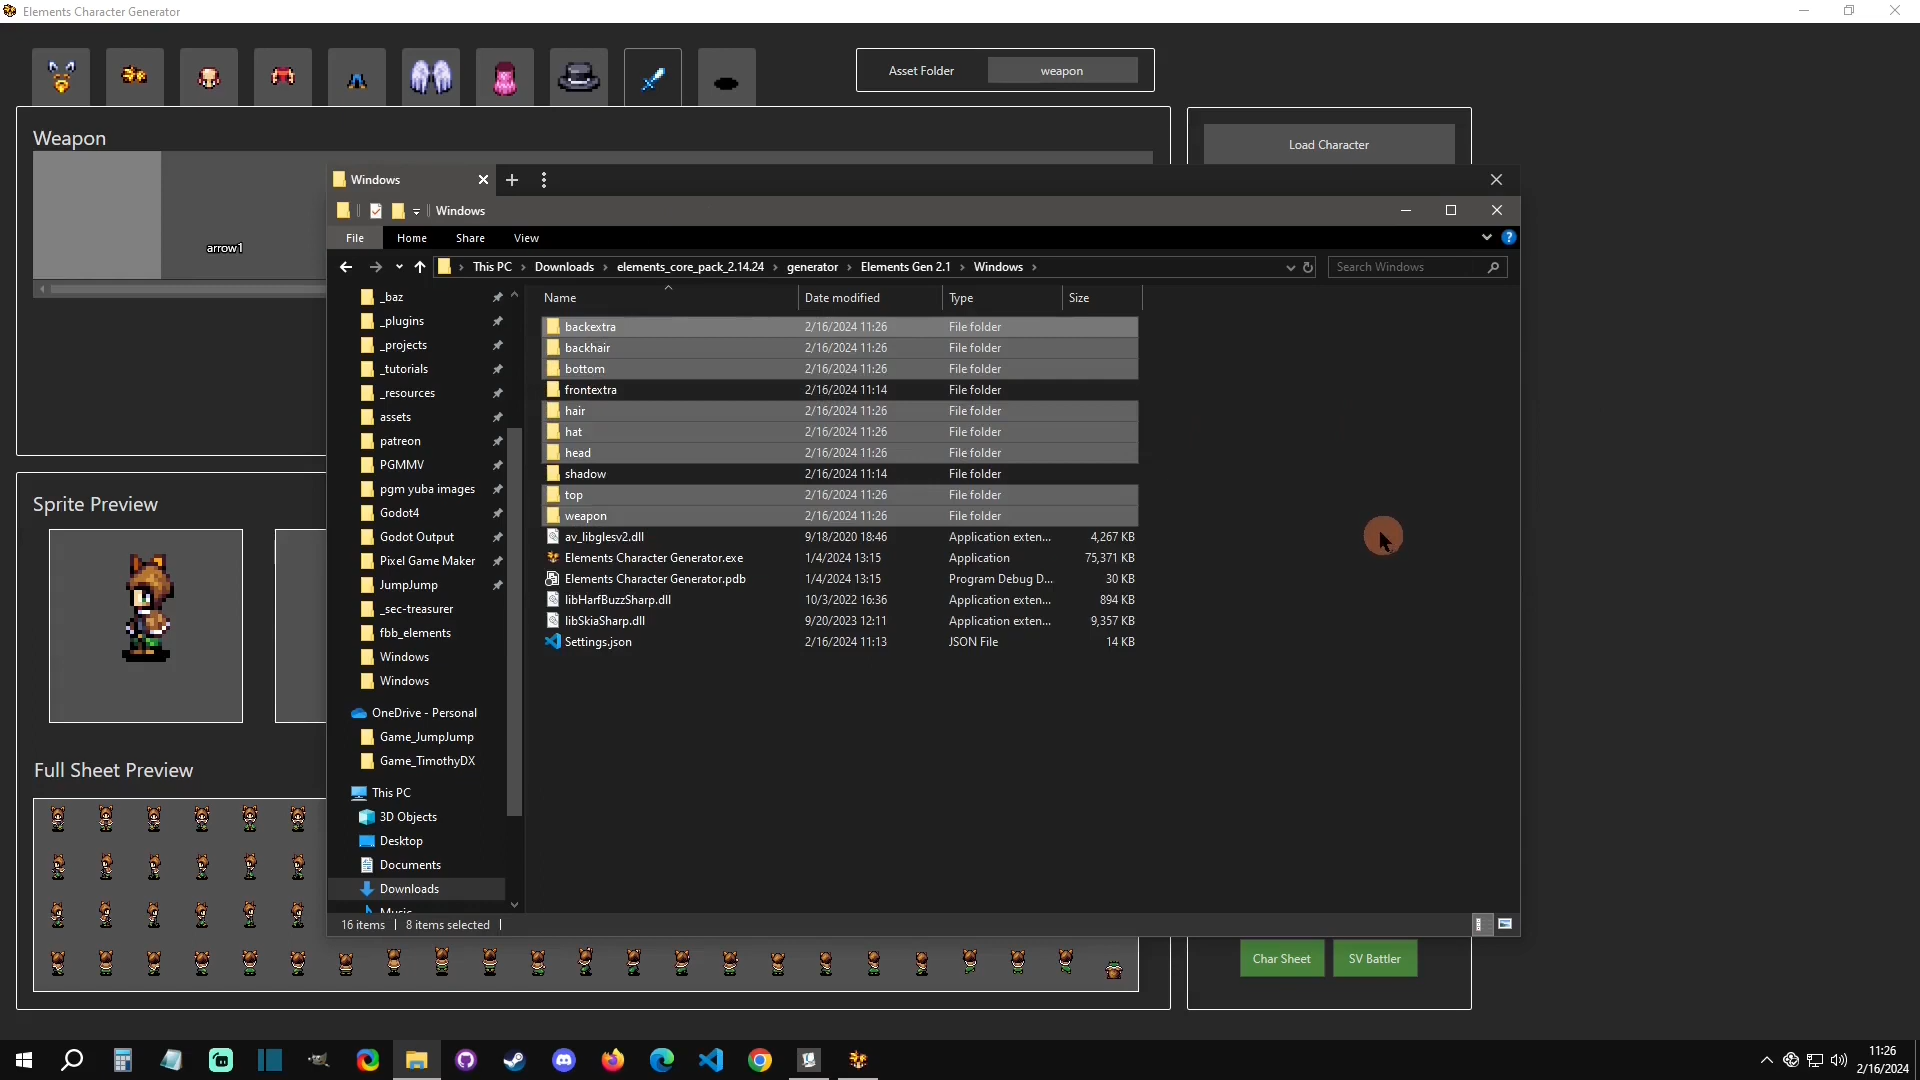 Elements Character Generator
Asset Folder
weapon
Weapon
arrow1
Load Character
Windows
Windows
File
Home
Share
View
This PC
Downloads
elements_core_pack_2.14.24
generator
Elements Gen 2.1
Windows
Search Windows
_baz
_plugins
_projects
_tutorials
_resources
assets
patreon
PGMMV
pgm yuba images
Godot4
Godot Output
Pixel Game Maker
JumpJump
_sec-treasurer
fbb_elements
Windows
Windows
OneDrive - Personal
Game_JumpJump
Game_TimothyDX
This PC
3D Objects
Desktop
Documents
Downloads
Music
Name Date modified Type Size
backextra 2/16/2024 11:26 File folder
backhair 2/16/2024 11:26 File folder
bottom 2/16/2024 11:26 File folder
frontextra 2/16/2024 11:14 File folder
hair 2/16/2024 11:26 File folder
hat 2/16/2024 11:26 File folder
head 2/16/2024 11:26 File folder
shadow 2/16/2024 11:14 File folder
top 2/16/2024 11:26 File folder
weapon 2/16/2024 11:26 File folder
av_libglesv2.dll 9/18/2020 18:46 Application exten... 4,267 KB
Elements Character Generator.exe 1/4/2024 13:15 Application 75,371 KB
Elements Character Generator.pdb 1/4/2024 13:15 Program Debug D... 30 KB
libHarfBuzzSharp.dll 10/3/2022 16:36 Application exten... 894 KB
libSkiaSharp.dll 9/20/2023 12:11 Application exten... 9,357 KB
Settings.json 2/16/2024 11:13 JSON File 14 KB
16 items
8 items selected
Sprite Preview
Full Sheet Preview
Char Sheet
SV Battler
11:26
2/16/2024